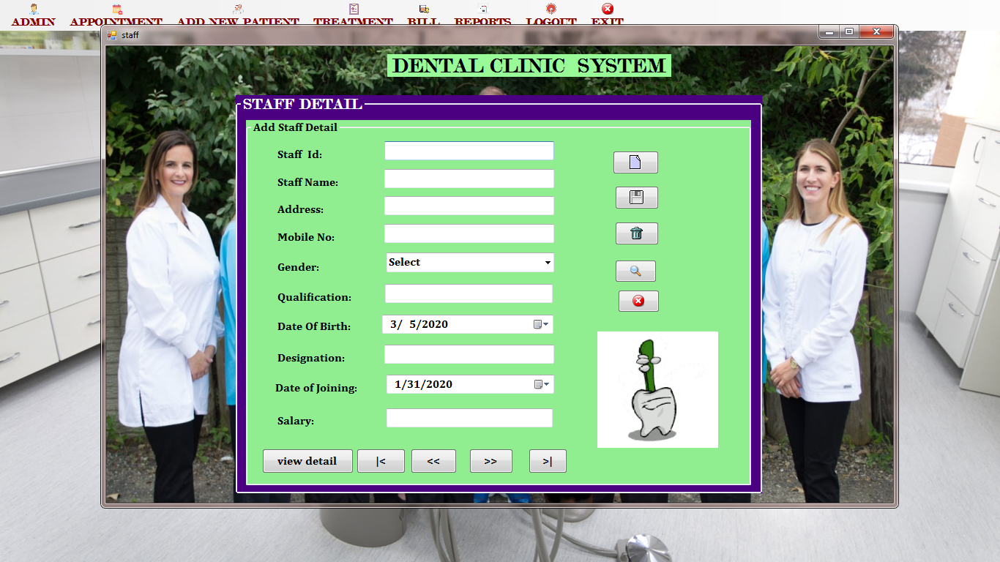 ADMIN APPOINTMENT ADD NEW PATIENT TREATMENT BILL REPORTS LOGOUT EXIT
staff
DENTAL CLINIC SYSTEM
STAFF DETAIL
Add Staff Detail
Staff Id:
Staff Name:
Address:
Mobile No:
Gender: Select
Qualification:
Date Of Birth: 3/ 5/2020
Designation:
Date of Joining: 1/31/2020
Salary:
view detail |< << >> >|